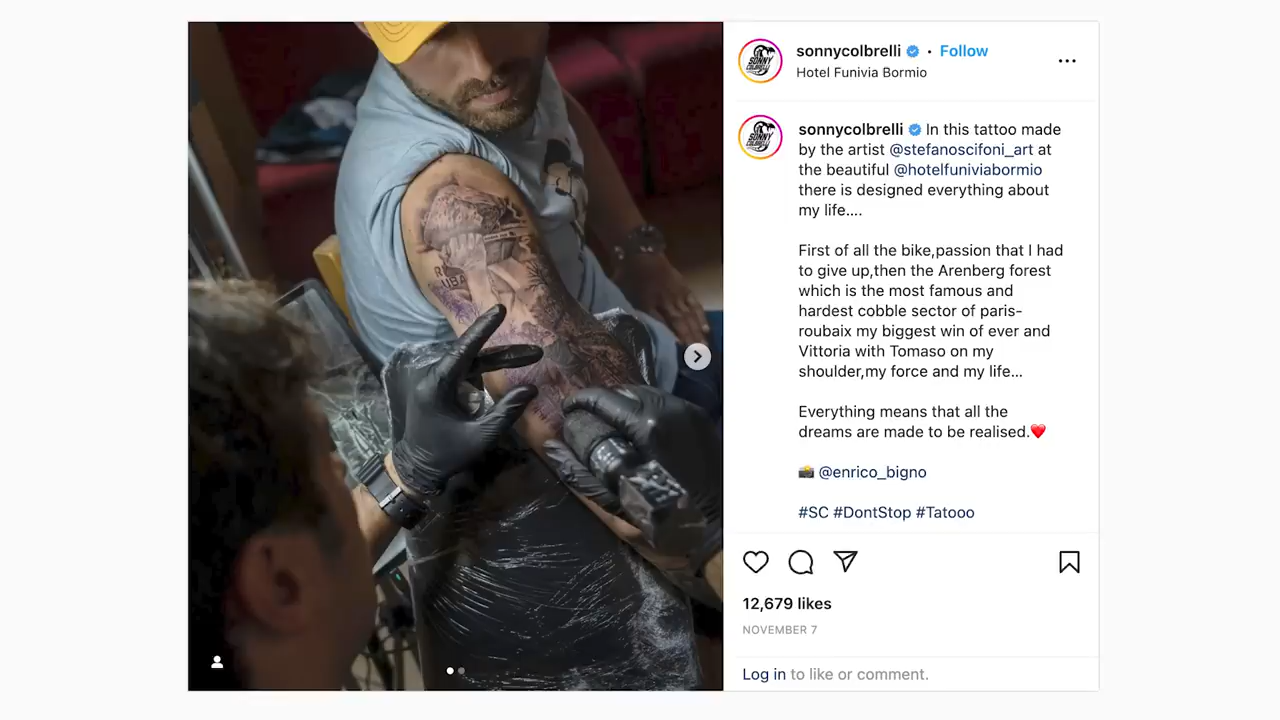 sonnycolbrelli • Follow
Hotel Funivia Bormio
sonnycolbrelli In this tattoo made
by the artist @stefanoscifoni_art at
the beautiful @hotelfuniviabormio
there is designed everything about
my life....
First of all the bike,passion that I had
to give up,then the Arenberg forest
which is the most famous and
hardest cobble sector of paris-
roubaix my biggest win of ever and
Vittoria with Tomaso on my
shoulder,my force and my life...
Everything means that all the
dreams are made to be realised.❤️
📸 @enrico_bigno
#SC #DontStop #Tatooo
12,679 likes
NOVEMBER 7
Log in to like or comment.